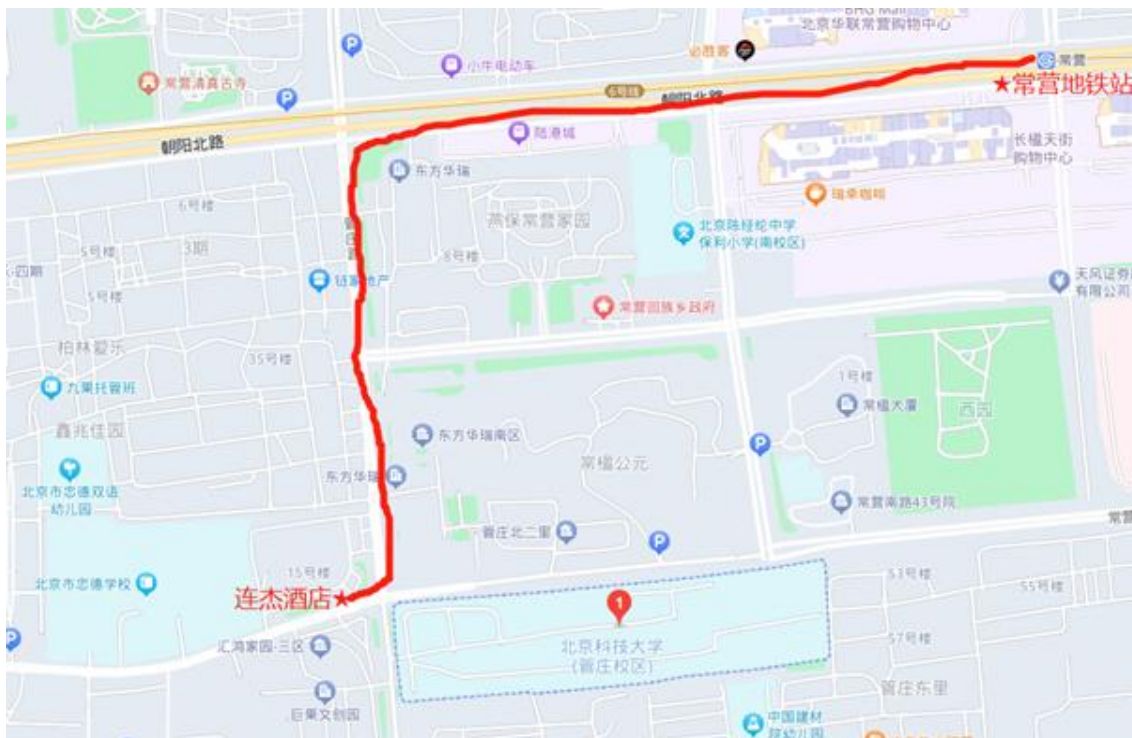 BHG Mall
北京华联常营购物中心
必胜客
小牛电动车
常营
常营清真古寺
★常营地铁站
6号线
朝阳北路
朝阳北路
陆港城
长楹天街
购物中心
东方华瑞
瑞幸咖啡
6号楼
燕保常营家园
北京陈经纶中学
保利小学(南校区)
3期
5号楼
8号楼
四期
链家地产
天风证券
有限公司
5号楼
常营回族乡政府
柏林爱乐
35号楼
1号楼
九果托管班
常楹大厦
西园
鑫兆佳园
东方华瑞南区
常楹公元
东方华瑞
北京市忠德双语
幼儿园
常营南路43号院
常营
管庄北二里
15号楼
53号楼
北京市忠德学校
55号楼
连杰酒店★
1
汇鸿家园-三区
北京科技大学
(管庄校区)
57号楼
管庄东里
巨果文创园
中国建材
院幼儿园